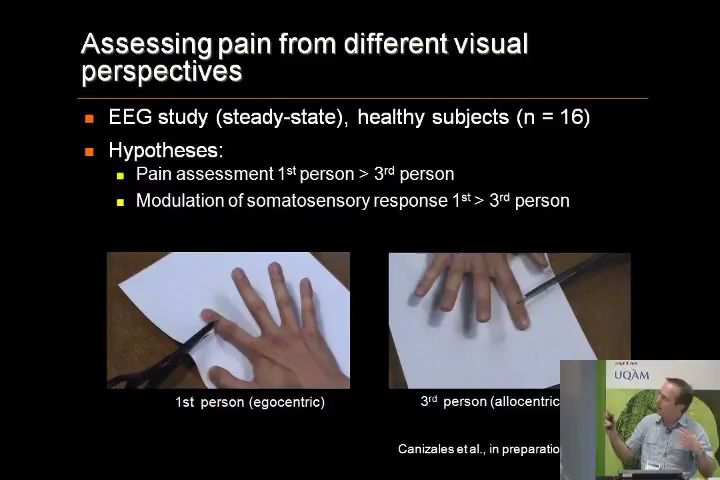 Assessing pain from different visual
perspectives
EEG study (steady-state), healthy subjects (n = 16)
Hypotheses:
Pain assessment 1st person > 3rd person
Modulation of somatosensory response 1st > 3rd person
UQÀM
1st person (egocentric)
3rd person (allocentric
Canizales et al., in preparatio